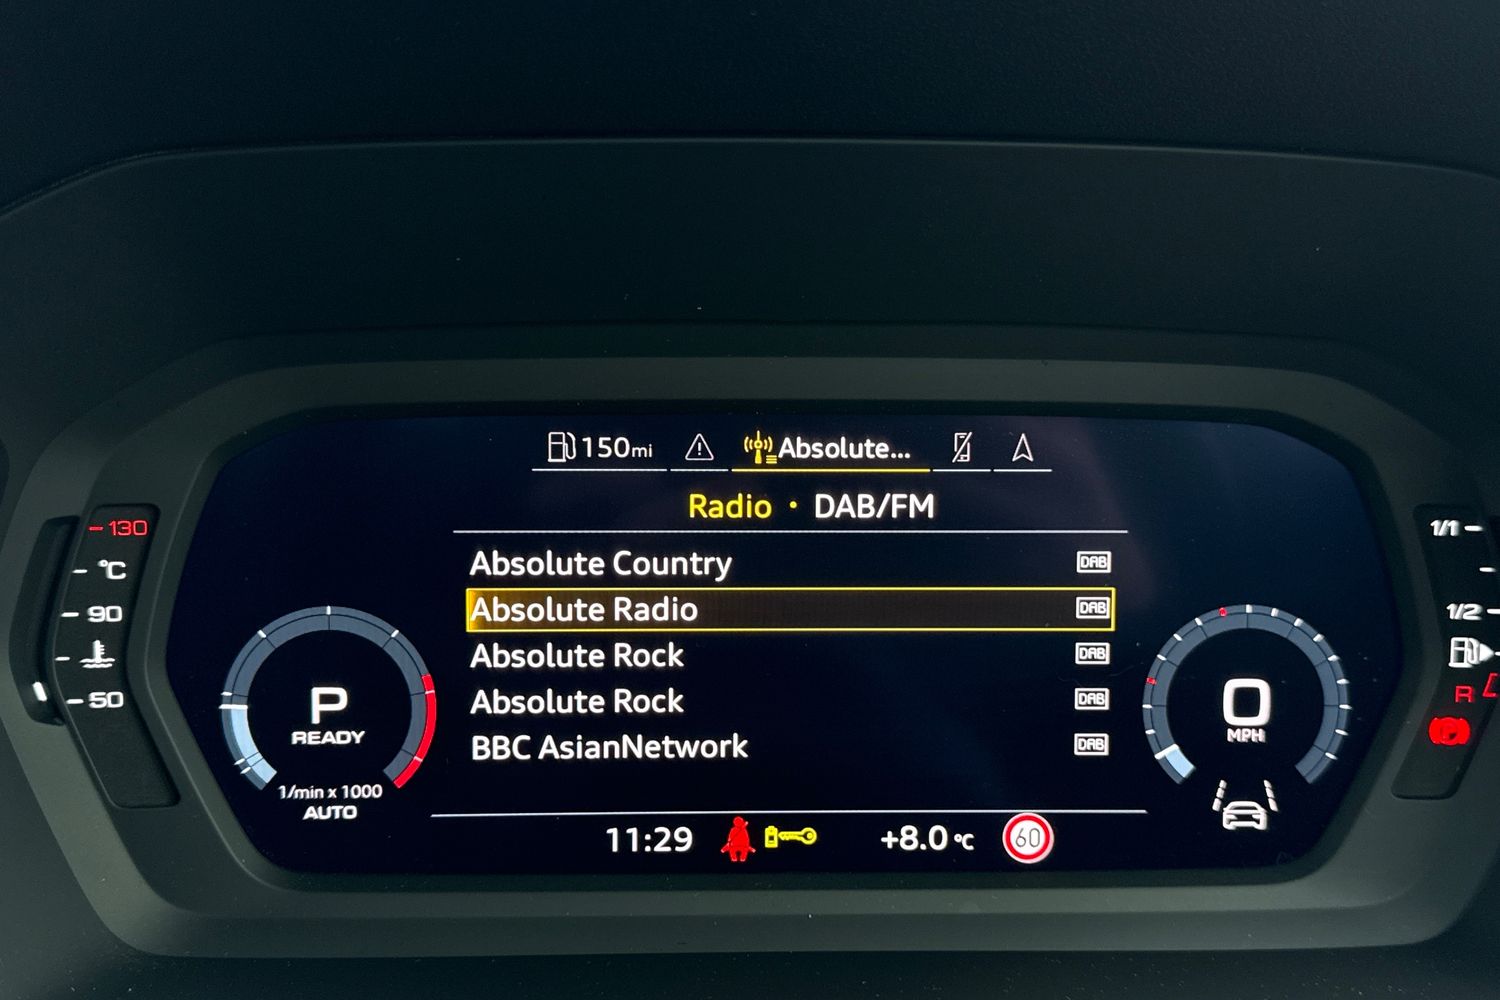 150mi Absolute...
Radio • DAB/FM
Absolute Country DAB
Absolute Radio DAB
Absolute Rock DAB
Absolute Rock DAB
BBC AsianNetwork DAB
130
°C
90
50
P
READY
1/min x 1000
AUTO
0
MPH
11:29 +8.0 °C 60
1/1
1/2
R
P